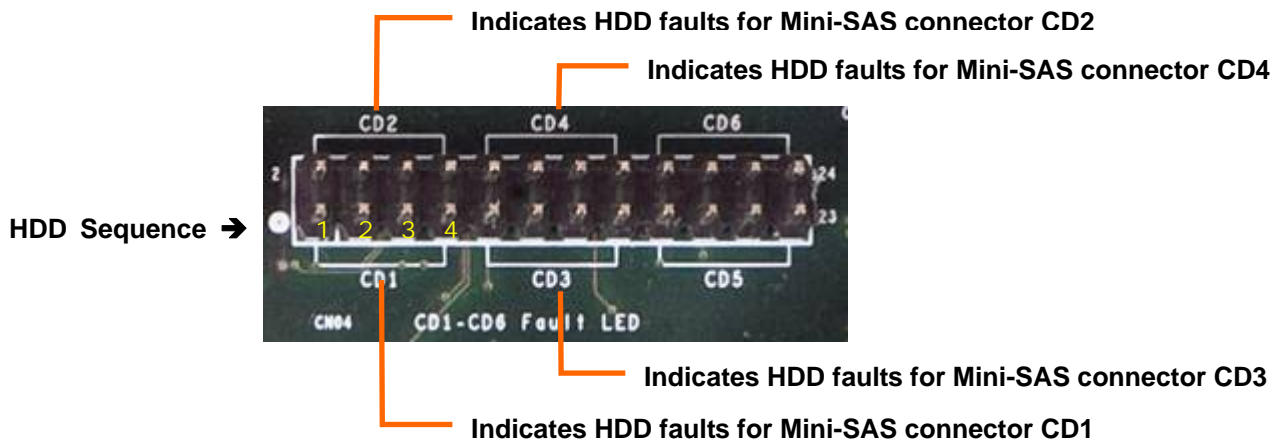 Indicates HDD faults for Mini-SAS connector CD2
Indicates HDD faults for Mini-SAS connector CD4
CD2 CD4 CD6
2 24
HDD Sequence ➔
1 2 3 4
23
CD1 CD3 CD5
CN04 CD1-CD6 Fault LED
Indicates HDD faults for Mini-SAS connector CD3
Indicates HDD faults for Mini-SAS connector CD1